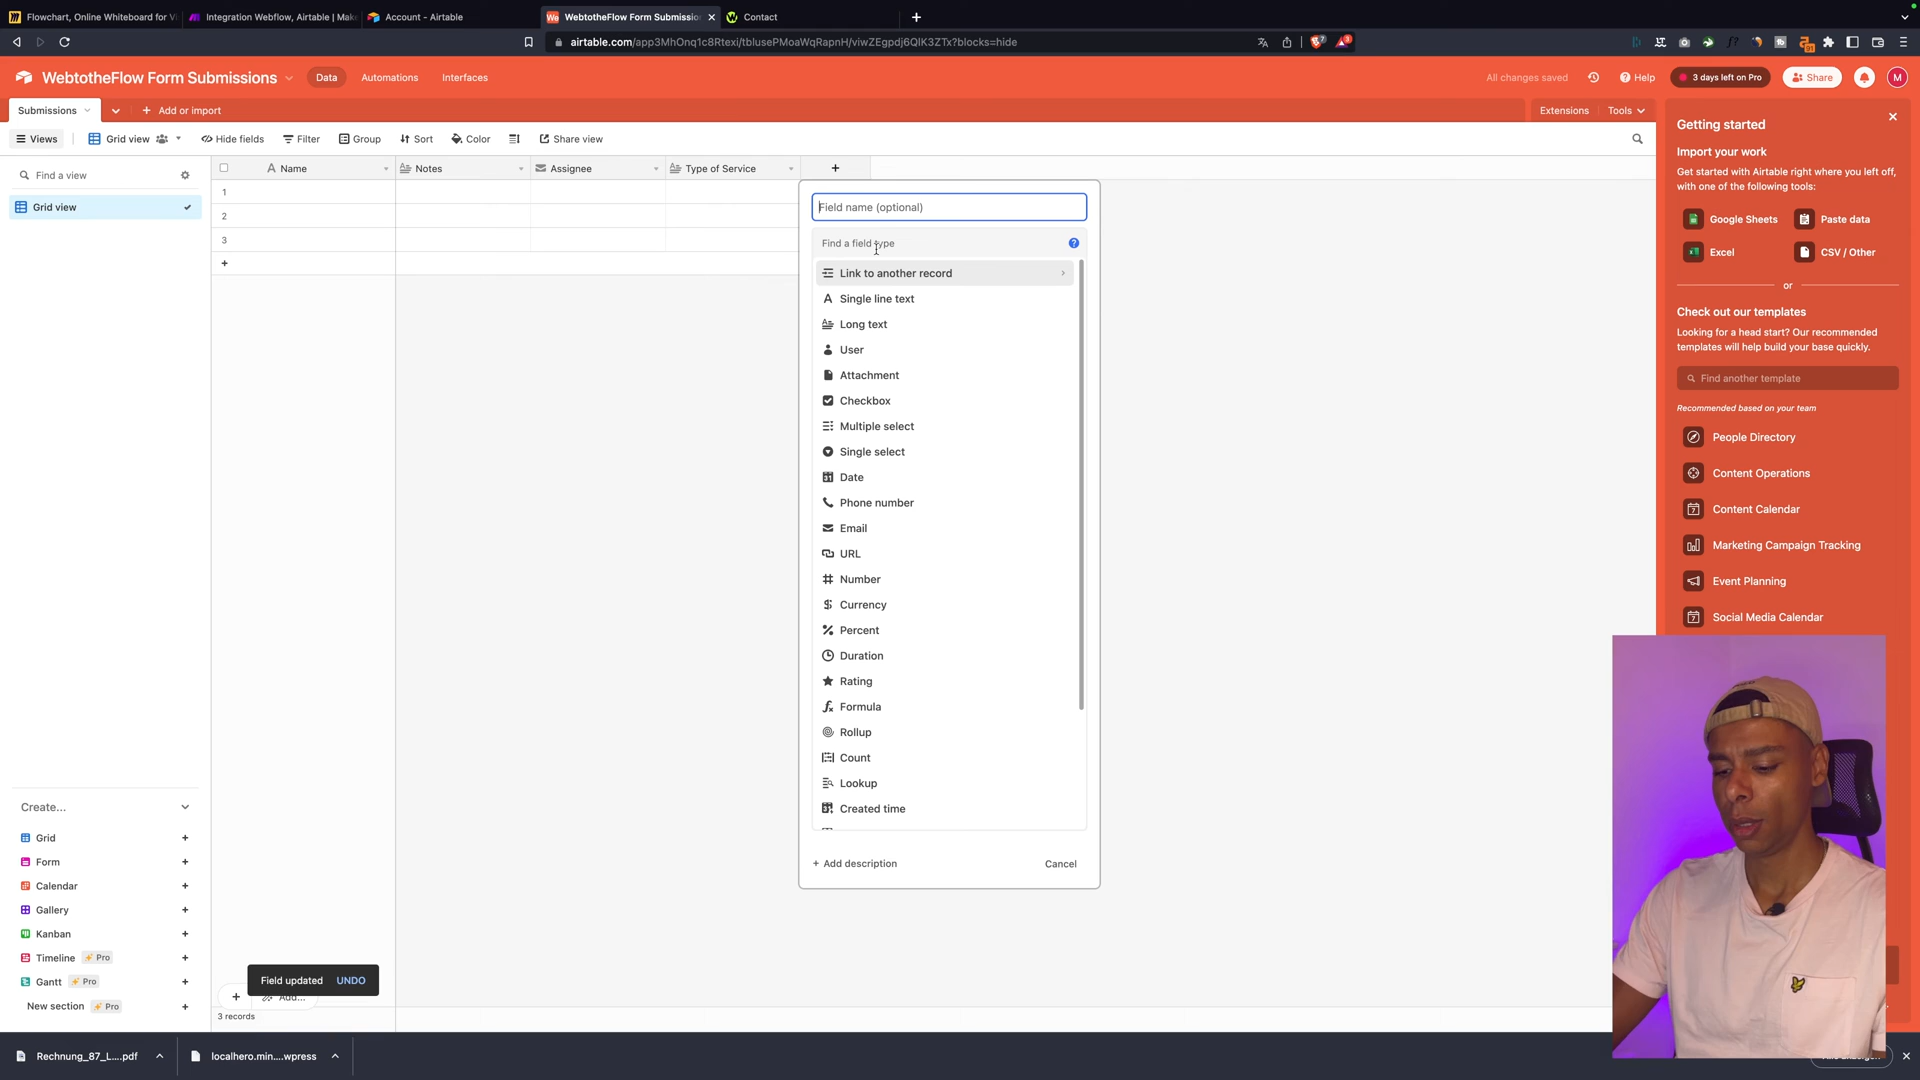 Flowchart, Online Whiteboard for Vi
Integration Webflow, Airtable | Make
Account - Airtable
WebtotheFlow Form Submissio
Contact
airtable.com/app3MhOnq1c8Rtexi/tblusePMoaWqRapnH/viwZEgpdj6QlK3ZTx?blocks=hide
WebtotheFlow Form Submissions
Data
Automations
Interfaces
All changes saved
Help
3 days left on Pro
Share
M
Submissions
Add or import
Extensions
Tools
Views
Grid view
Hide fields
Filter
Group
Sort
Color
Share view
Find a view
Grid view
Name
Notes
Assignee
Type of Service
1
2
3
Field name (optional)
Find a field type
Link to another record
Single line text
Long text
User
Attachment
Checkbox
Multiple select
Single select
Date
Phone number
Email
URL
Number
Currency
Percent
Duration
Rating
Formula
Rollup
Count
Lookup
Created time
+ Add description
Cancel
Getting started
Import your work
Get started with Airtable right where you left off,
with one of the following tools:
Google Sheets
Paste data
Excel
CSV / Other
or
Check out our templates
Looking for a head start? Our recommended
templates will help build your base quickly.
Find another template
Recommended based on your team
People Directory
Content Operations
Content Calendar
Marketing Campaign Tracking
Event Planning
Social Media Calendar
Create...
Grid
Form
Calendar
Gallery
Kanban
Timeline
Pro
Gantt
Pro
New section
Pro
Field updated
UNDO
Add...
3 records
Rechnung_87_L....pdf
localhero.min....wpress